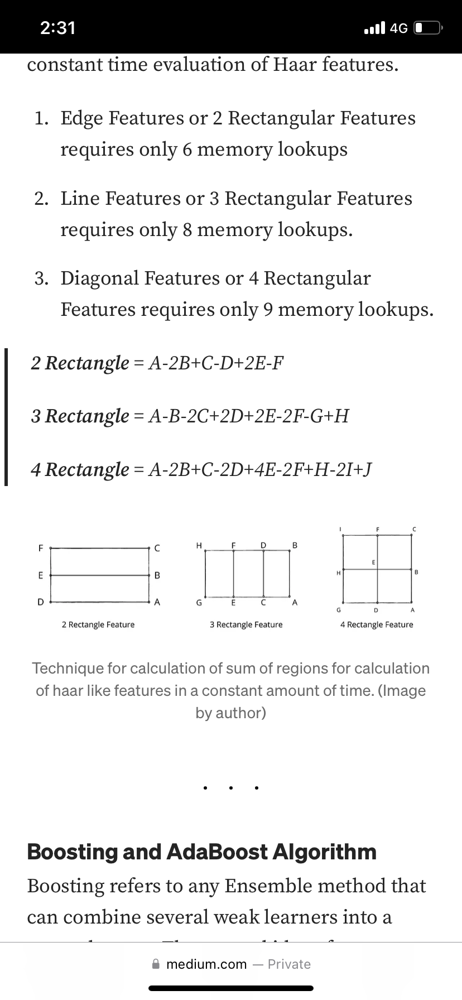 2:31
4G
constant time evaluation of Haar features.
1. Edge Features or 2 Rectangular Features
requires only 6 memory lookups
2. Line Features or 3 Rectangular Features
requires only 8 memory lookups.
3. Diagonal Features or 4 Rectangular
Features requires only 9 memory lookups.
2 Rectangle = A-2B+C-D+2E-F
3 Rectangle = A-B-2C+2D+2E-2F-G+H
4 Rectangle = A-2B+C-2D+4E-2F+H-2I+J
F C
E B
D A
2 Rectangle Feature
H F D B
G E C A
3 Rectangle Feature
I F C
E
H B
G D A
4 Rectangle Feature
Technique for calculation of sum of regions for calculation
of haar like features in a constant amount of time. (Image
by author)
. . .
Boosting and AdaBoost Algorithm
Boosting refers to any Ensemble method that
can combine several weak learners into a
medium.com — Private